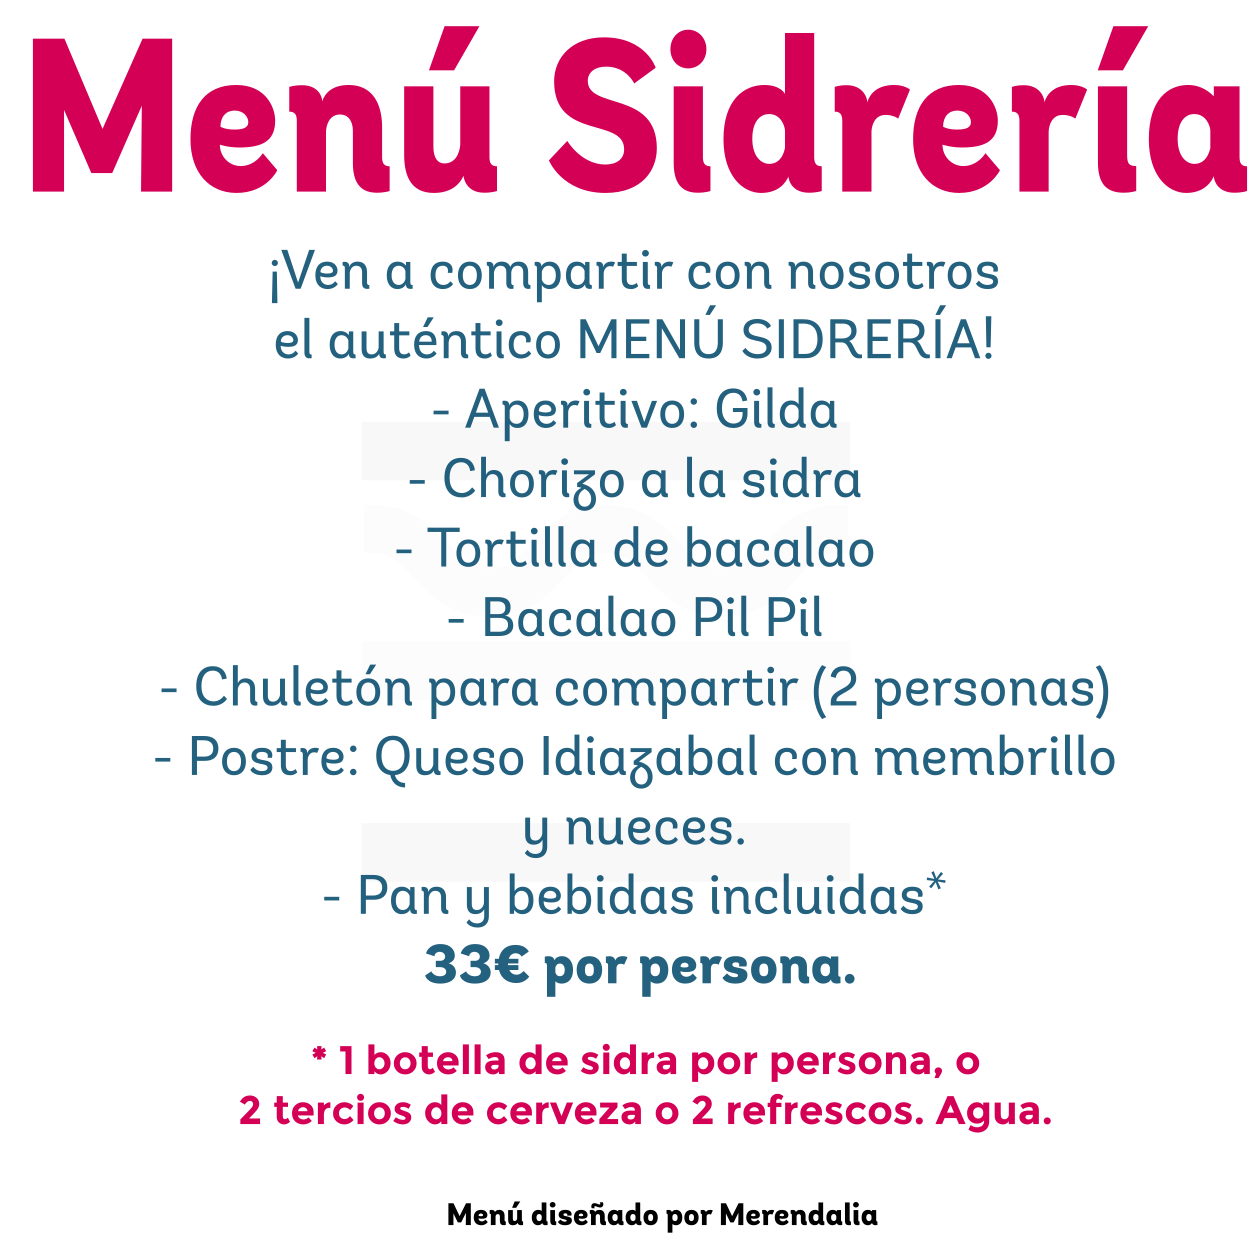 Menú Sidrería
¡Ven a compartir con nosotros
el auténtico MENÚ SIDRERÍA!
- Aperitivo: Gilda
- Chorizo a la sidra
- Tortilla de bacalao
- Bacalao Pil Pil
- Chuletón para compartir (2 personas)
- Postre: Queso Idiazabal con membrillo
y nueces.
- Pan y bebidas incluidas*
33€ por persona.
* 1 botella de sidra por persona, o
2 tercios de cerveza o 2 refrescos. Agua.
Menú diseñado por Merendalia